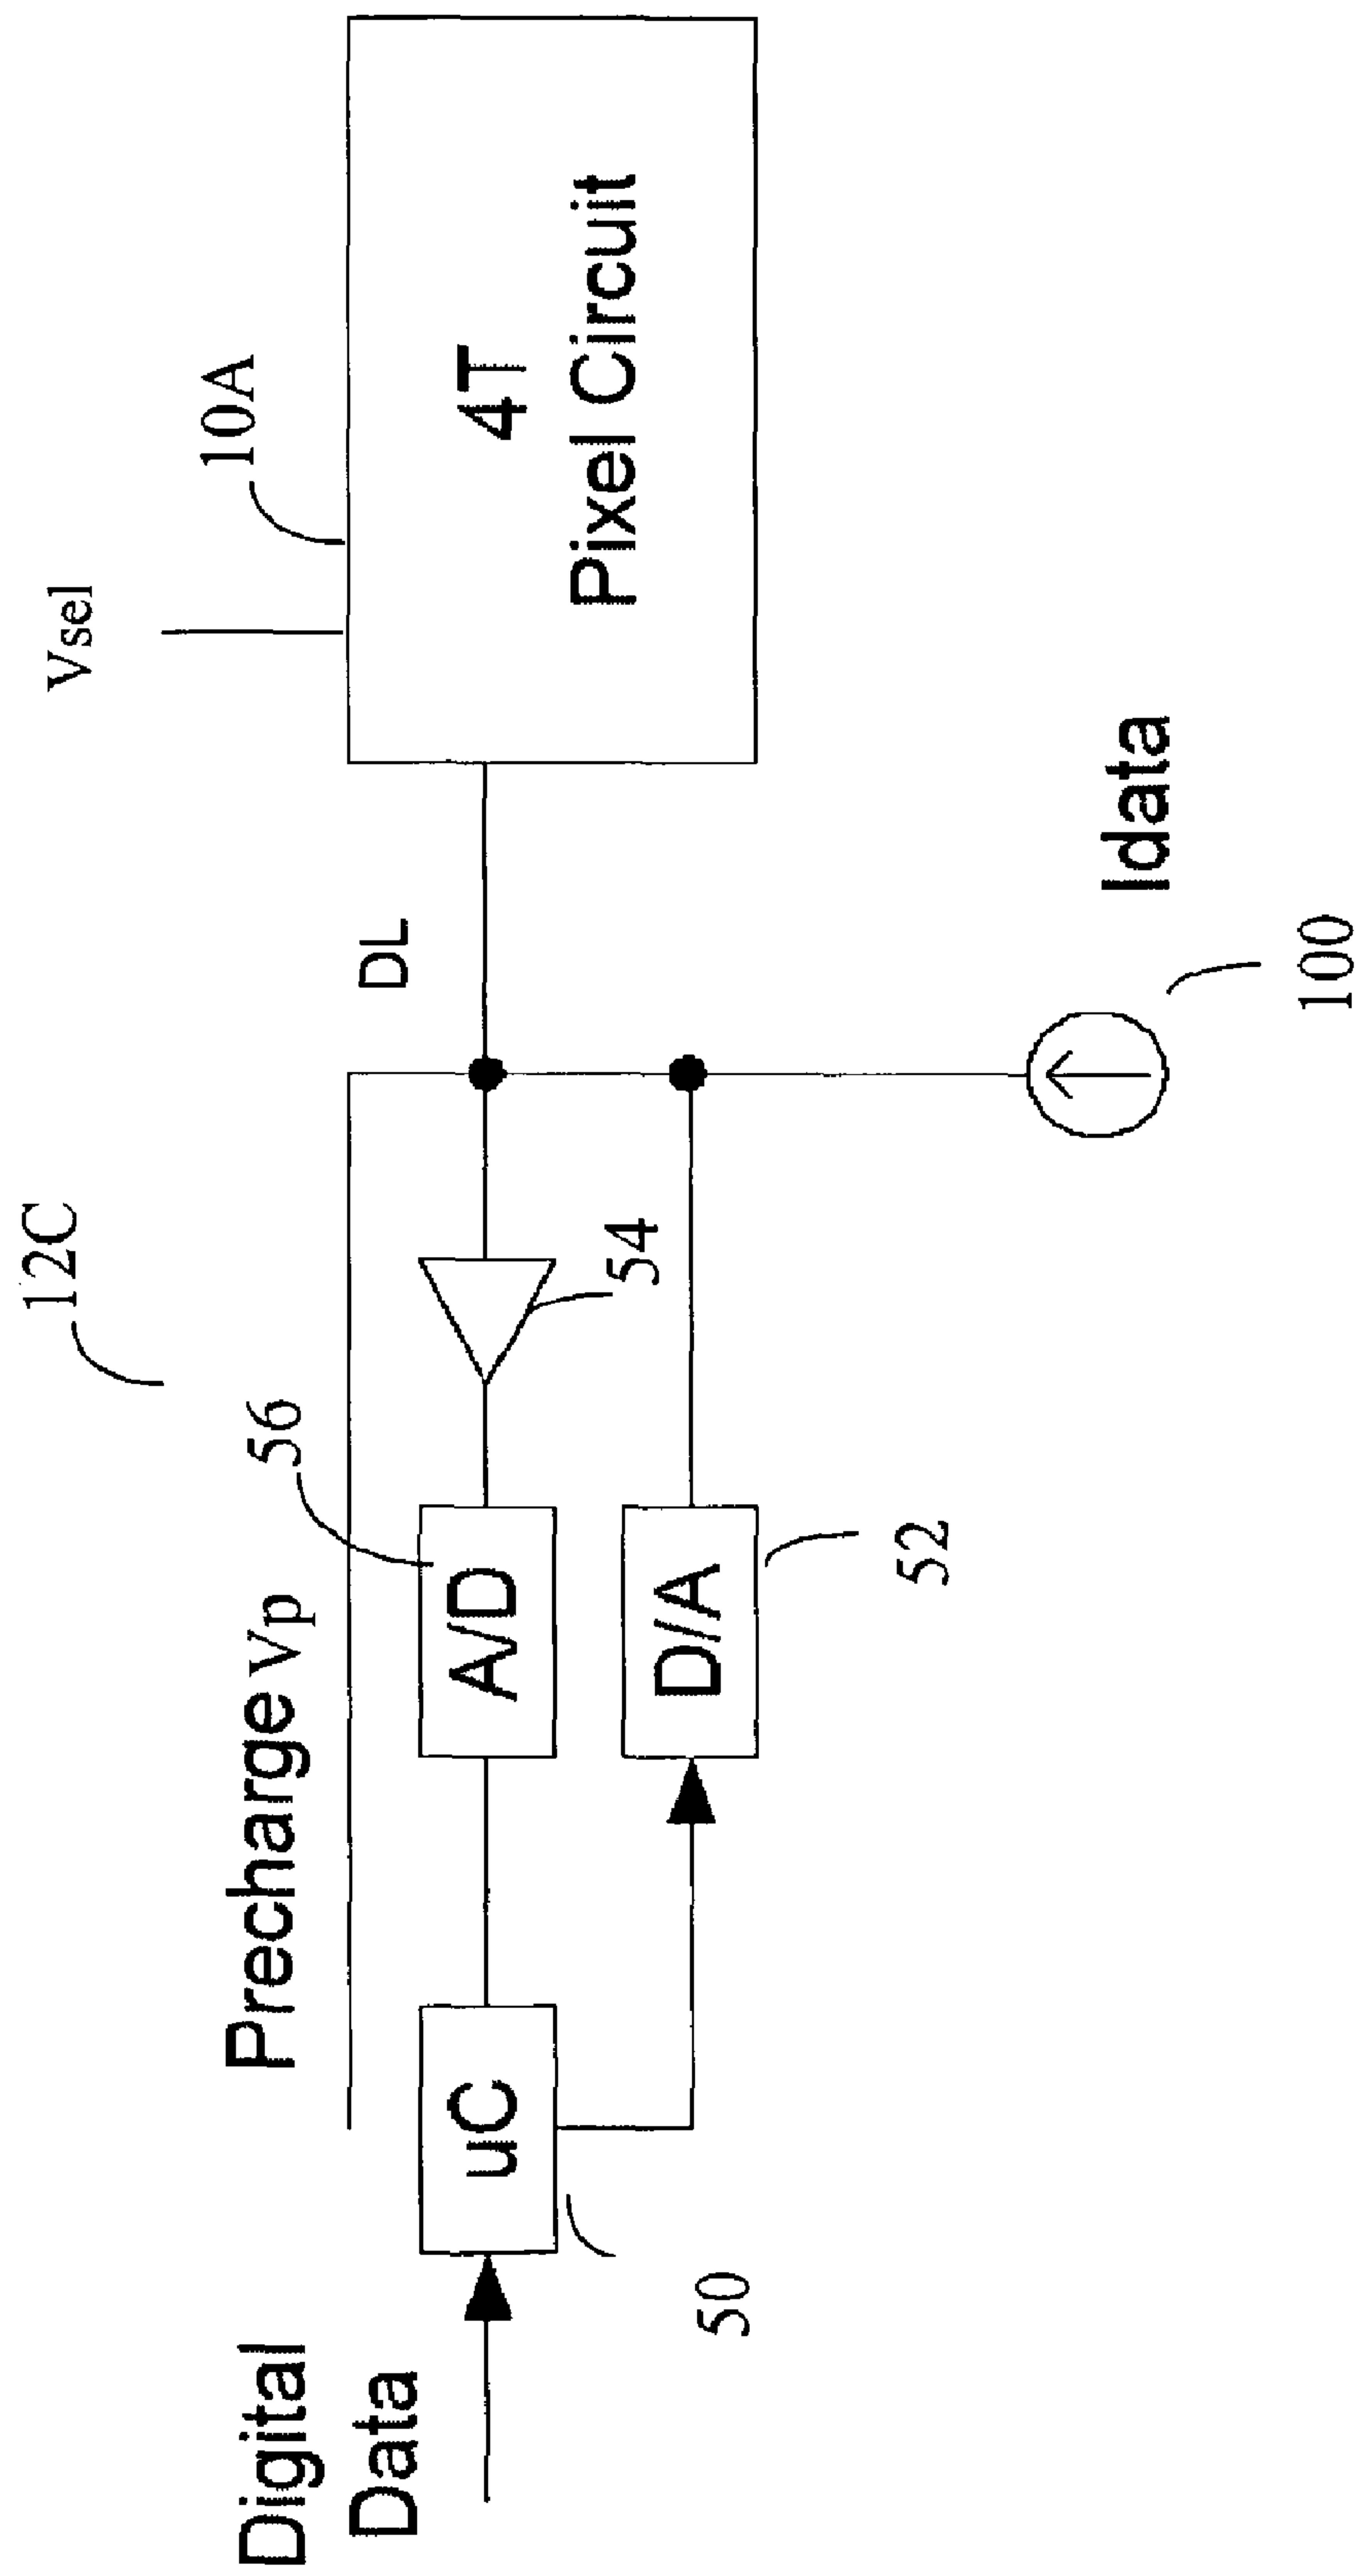 12C
Vsel
10A
Precharge Vp
56
DL
Digital
Data
uC
A/D
54
4T
Pixel Circuit
50
D/A
52
Idata
100